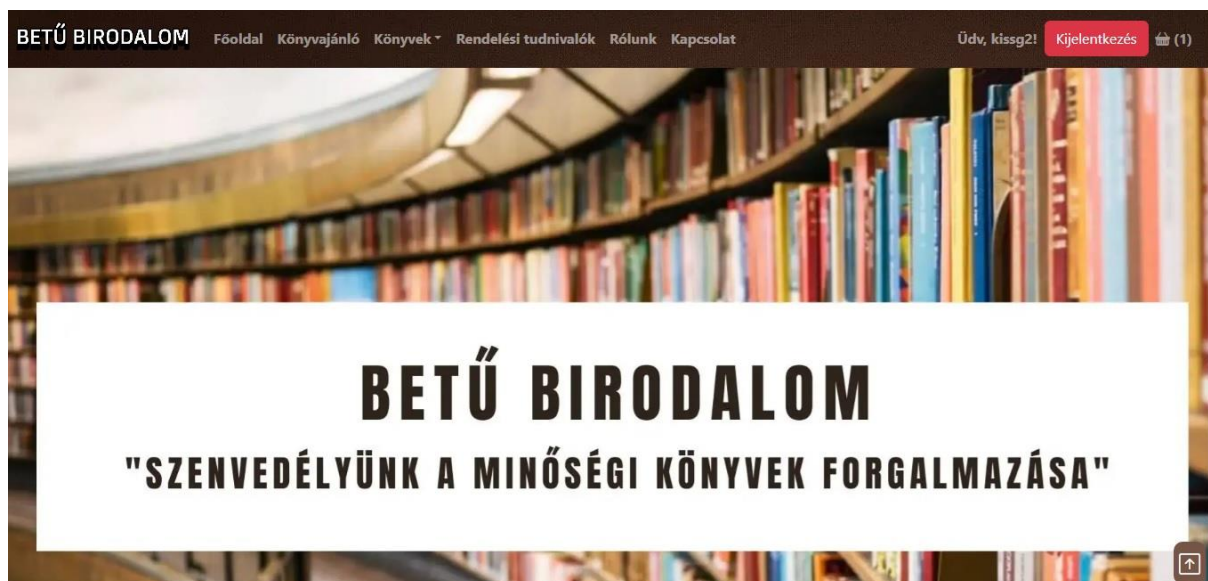 BETŰ BIRODALOM Főoldal Könyvajánló Könyvek Rendelési tudnivalók Rólunk Kapcsolat Üdv, kissg2! Kijelentkezés (1)
BETŰ BIRODALOM
"SZENVEDÉLYÜNK A MINŐSÉGI KÖNYVEK FORGALMAZÁSA"